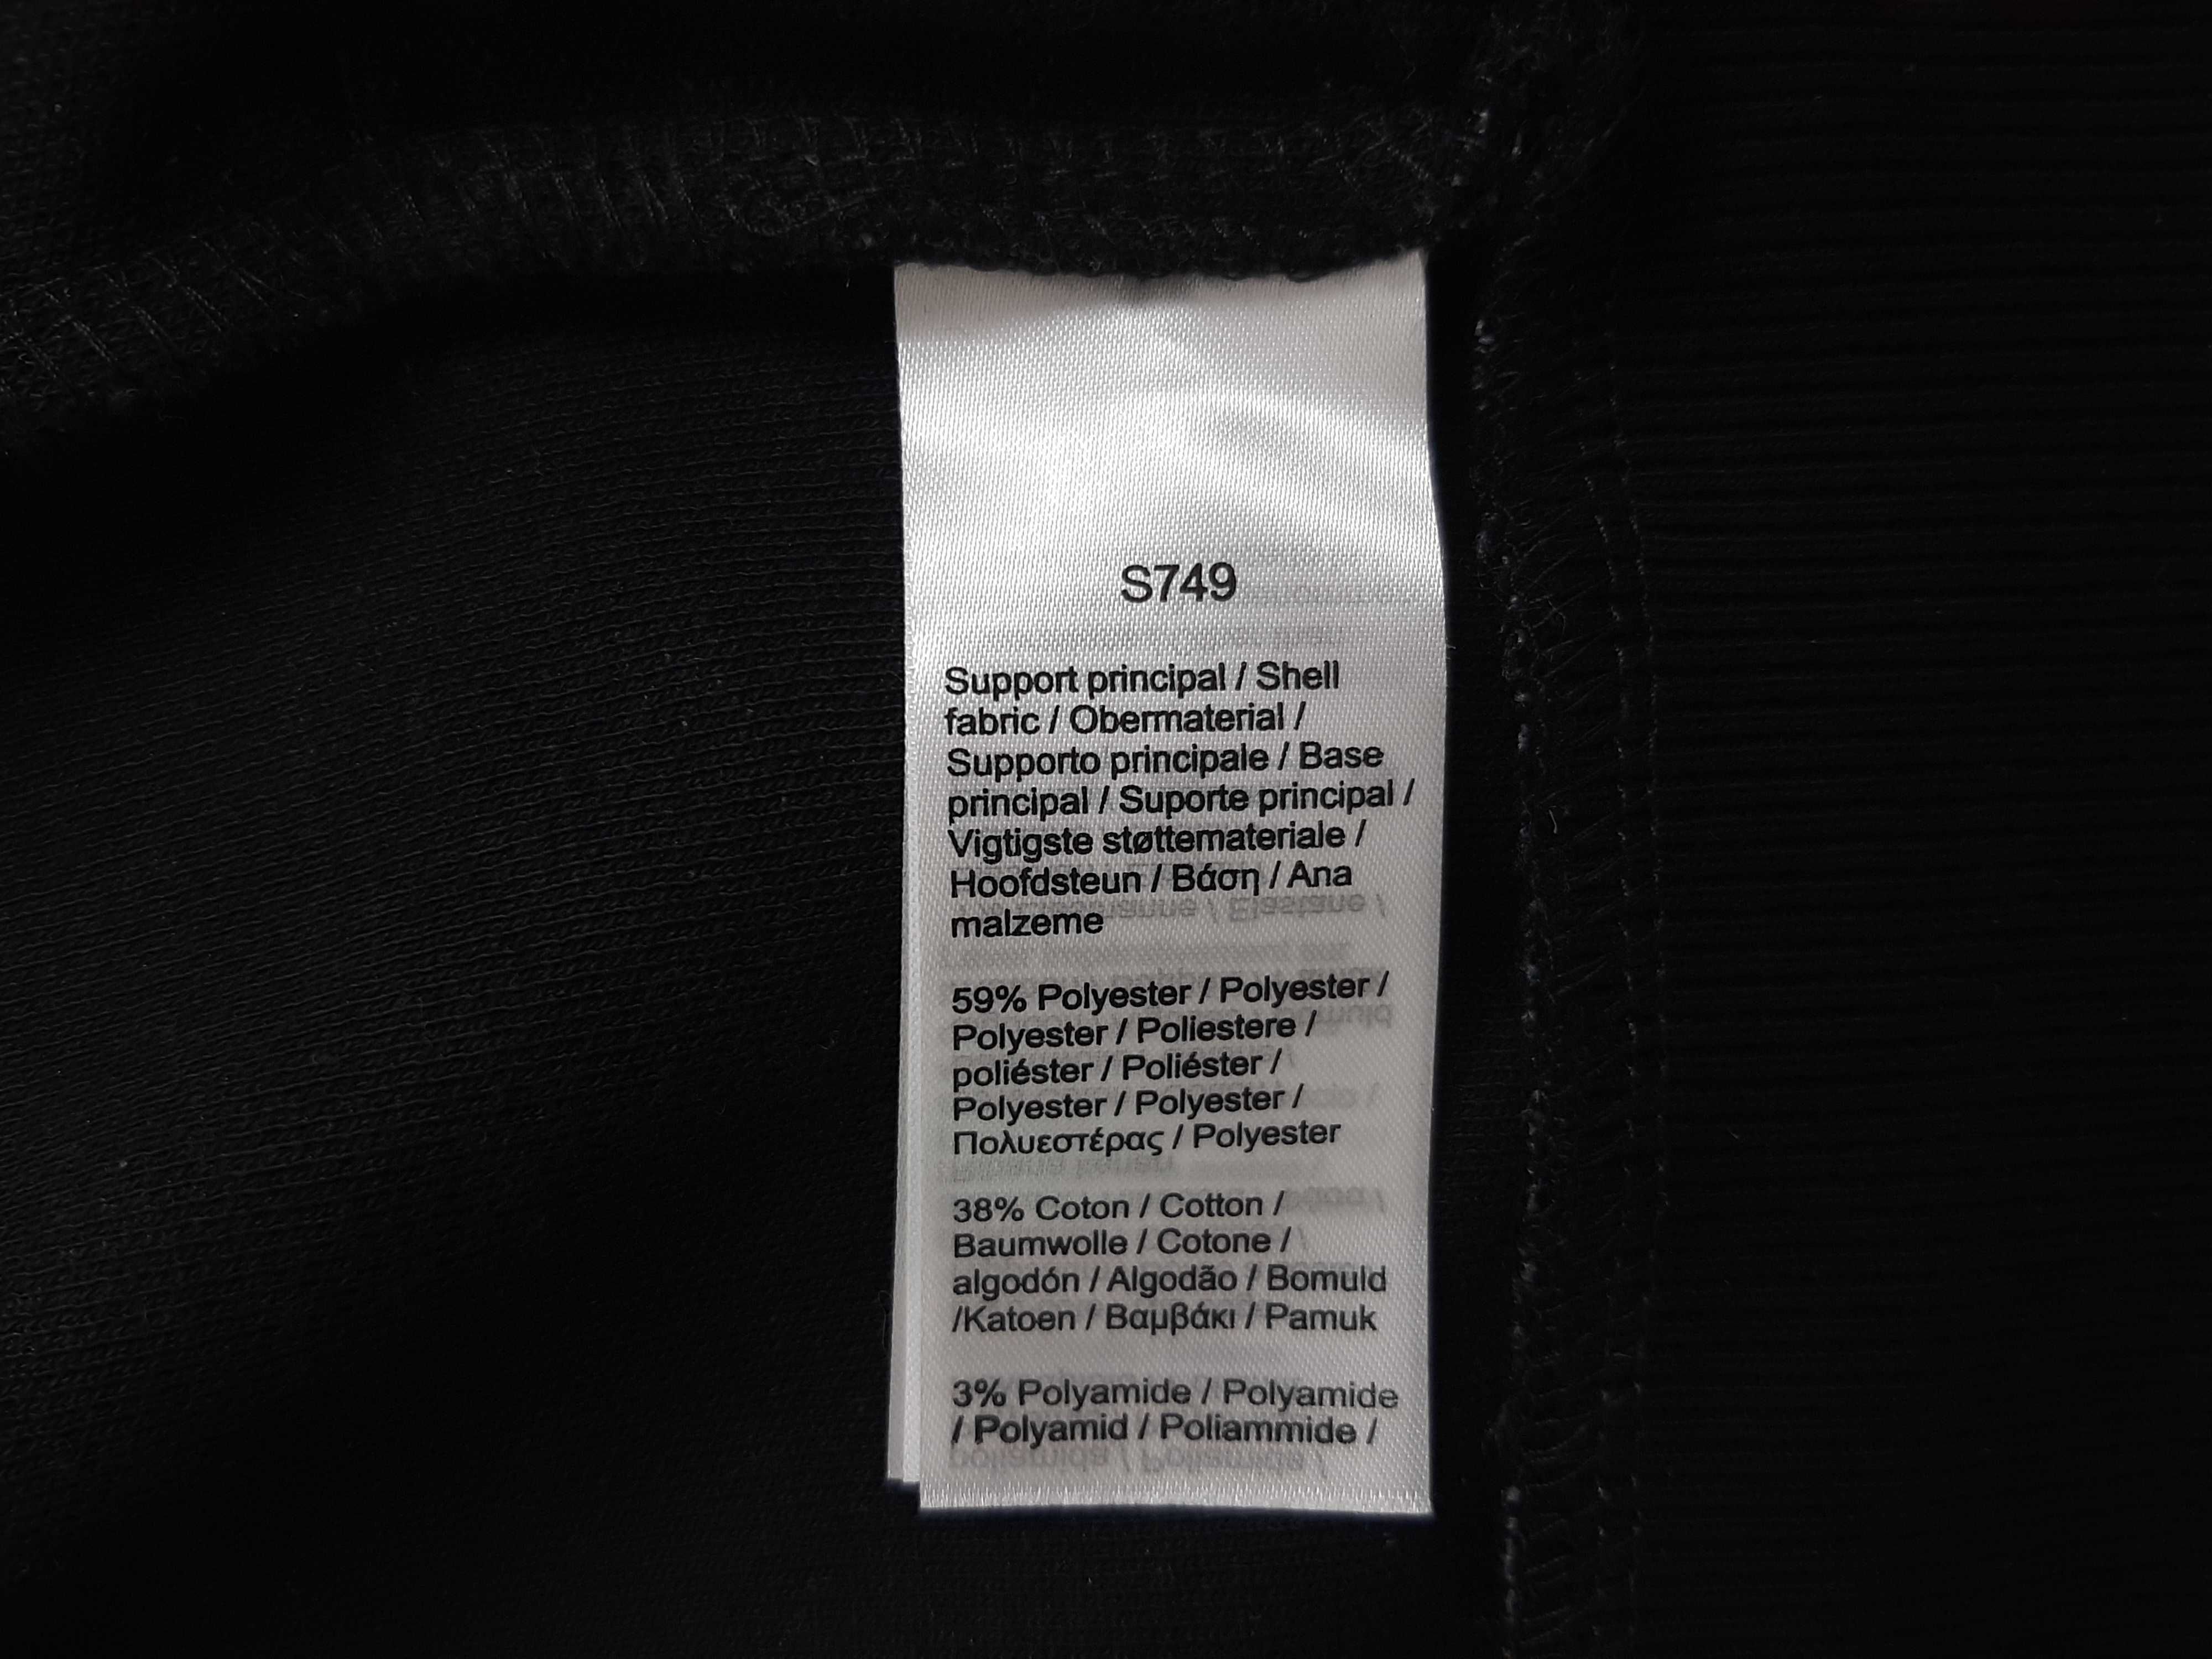 S749
Support principal / Shell
fabric / Obermaterial /
Supporto principale / Base
principal / Suporte principal /
Vigtigste støttemateriale /
Hoofdsteun / Βάση / Ana
malzeme
59% Polyester / Polyester /
Polyester / Poliestere /
poliéster / Poliéster /
Polyester / Polyester /
Πολυεστέρας / Polyester
38% Coton / Cotton /
Baumwolle / Cotone /
algodón / Algodão / Bomuld
/Katoen / Βαμβάκι / Pamuk
3% Polyamide / Polyamide
/ Polyamid / Poliammide /